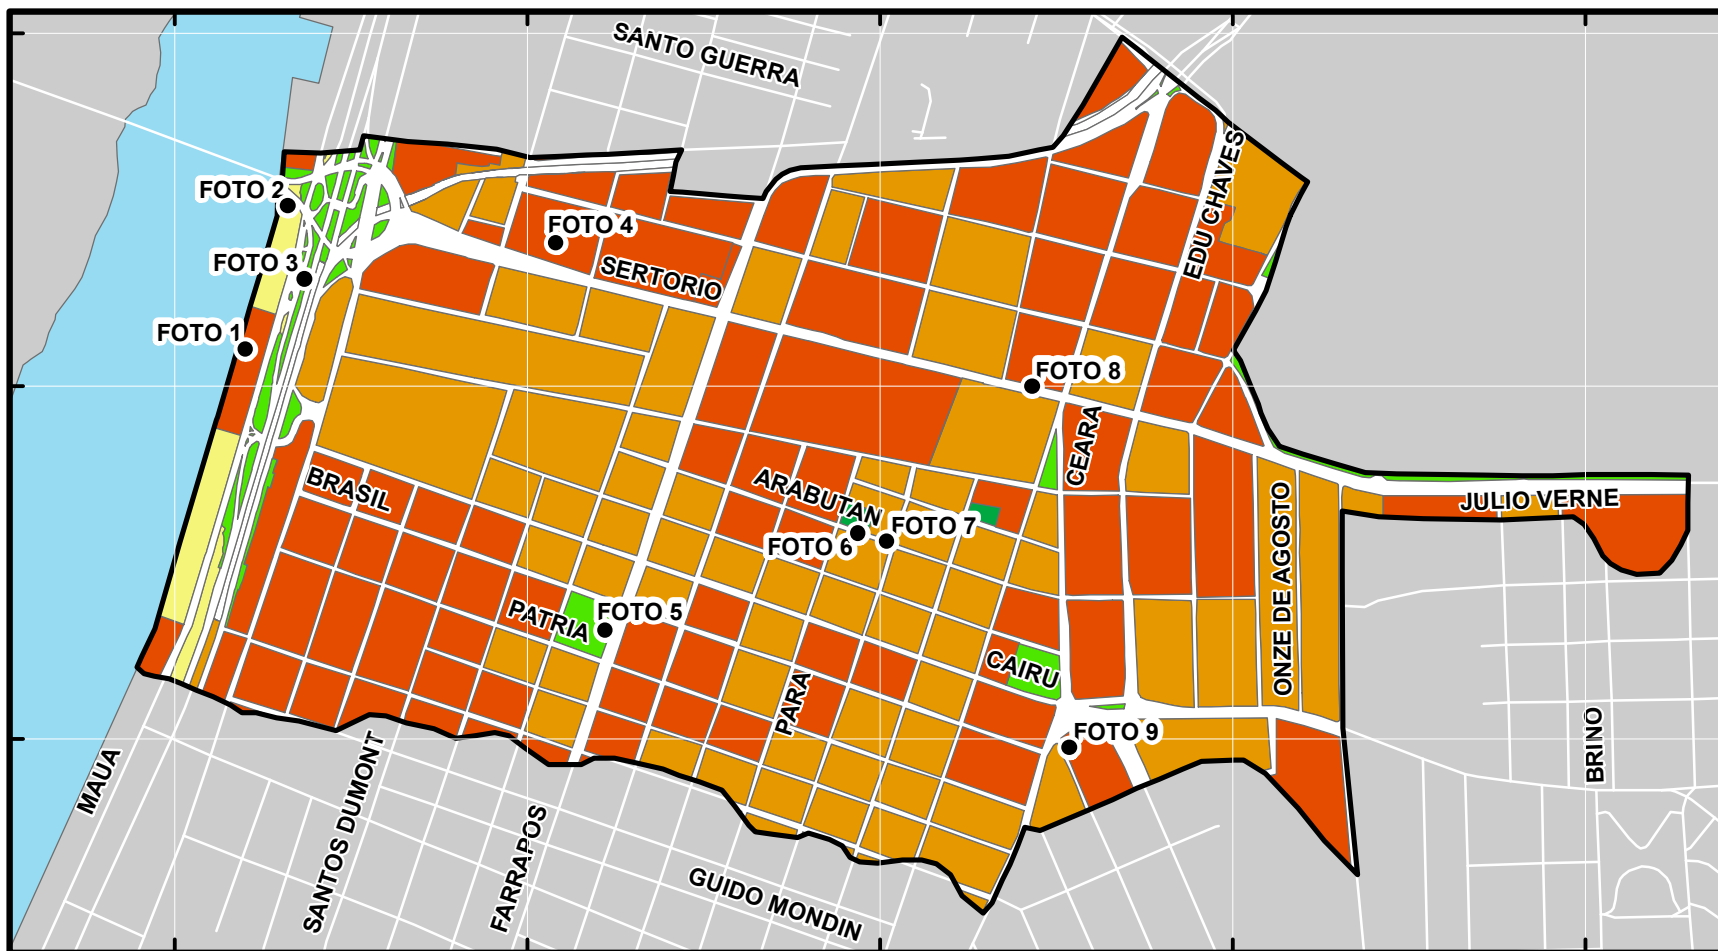 SANTO GUERRA
EDU CHAVES
FOTO 2
FOTO 4
FOTO 3
SERTORIO
FOTO 1
FOTO 8
CEARA
BRASIL
ARABUTAN
JULIO VERNE
FOTO 7
FOTO 6
ONZE DE AGOSTO
PATRIA
FOTO 5
CAIRU
PARA
FOTO 9
BRINO
MAUA
SANTOS DUMONT
FARRAPOS
GUIDO MONDIN